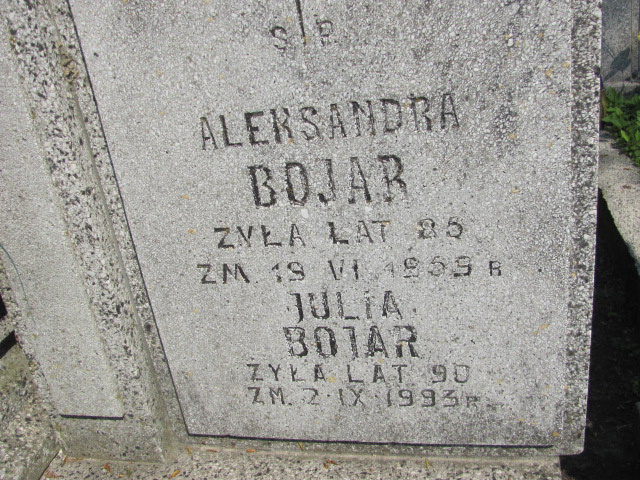 Ś P
ALEKSANDRA
BOJAR
ŻYŁA LAT 85
ZM. 19 VI 1959 R
JULIA
BOJAR
ŻYŁA LAT 90
ZM. 2 IX 1993 R